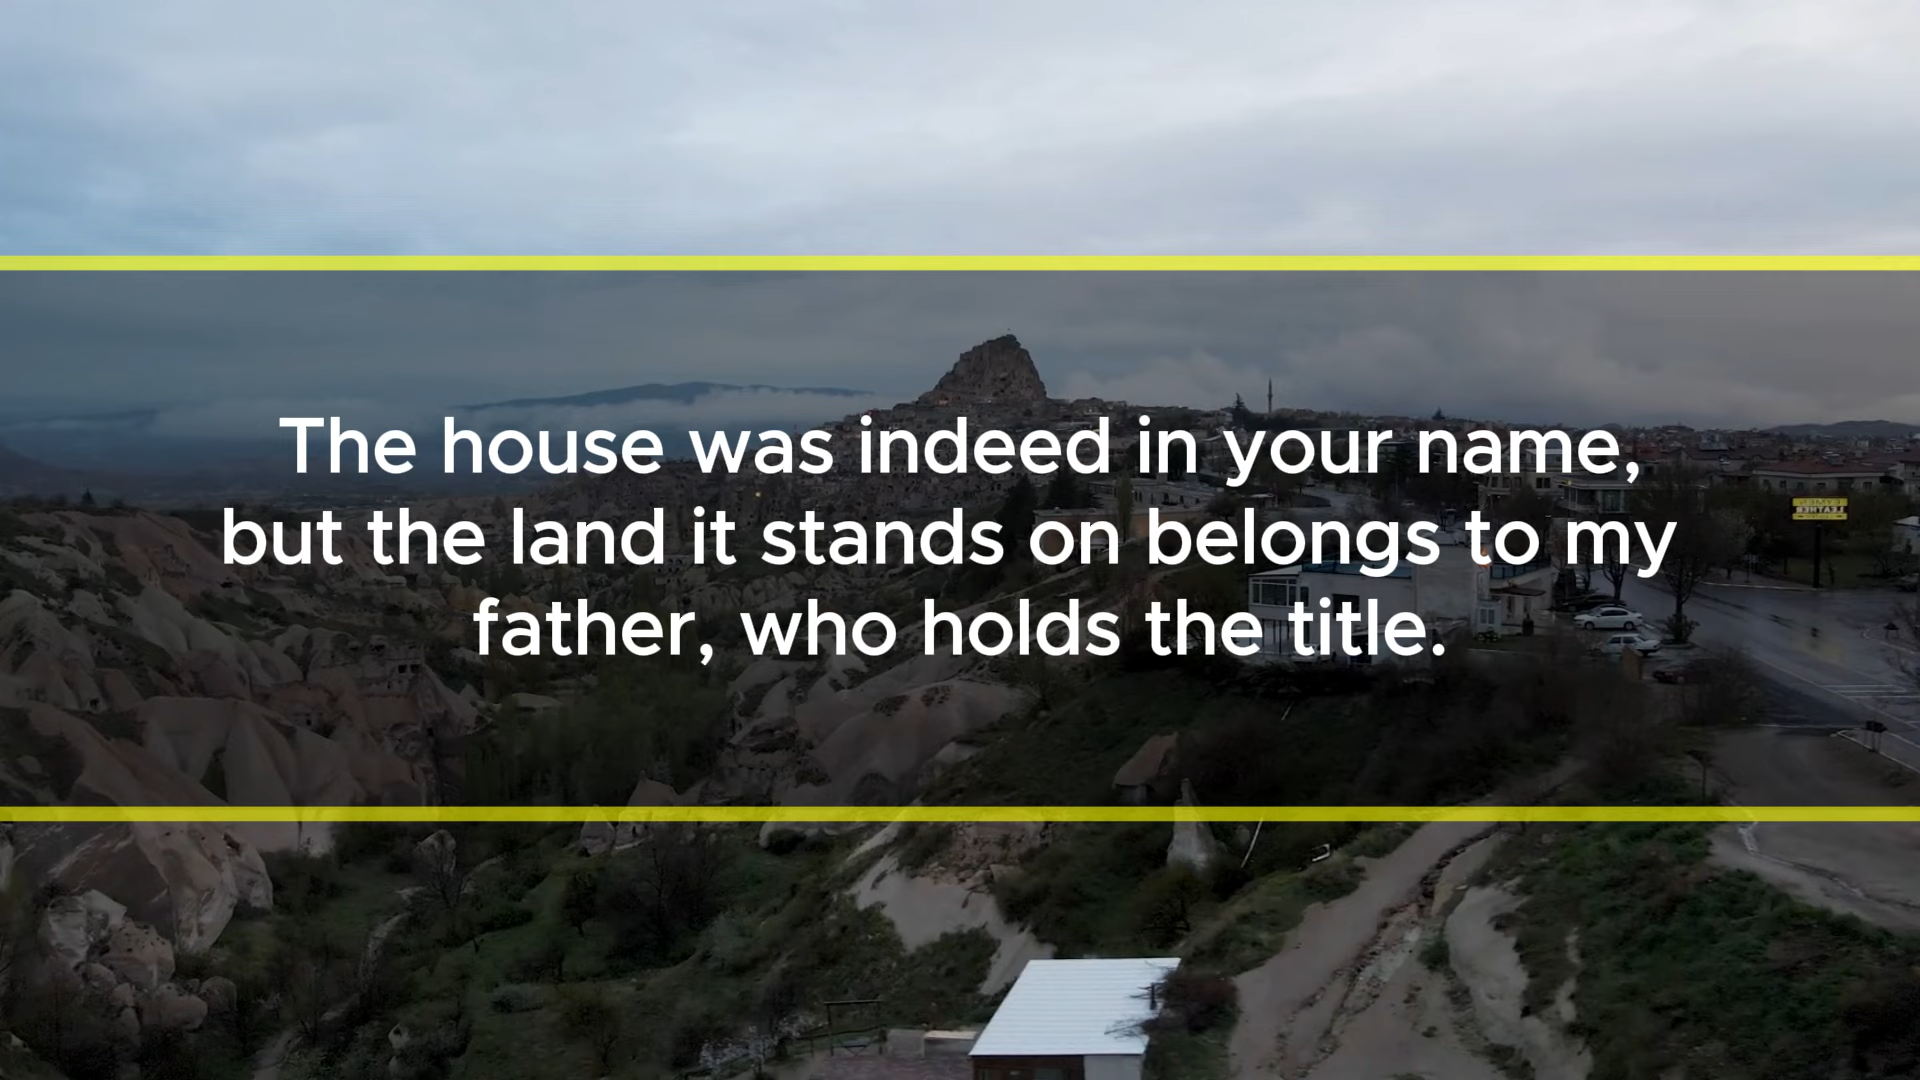 The house was indeed in your name,
but the land it stands on belongs to my
father, who holds the title.